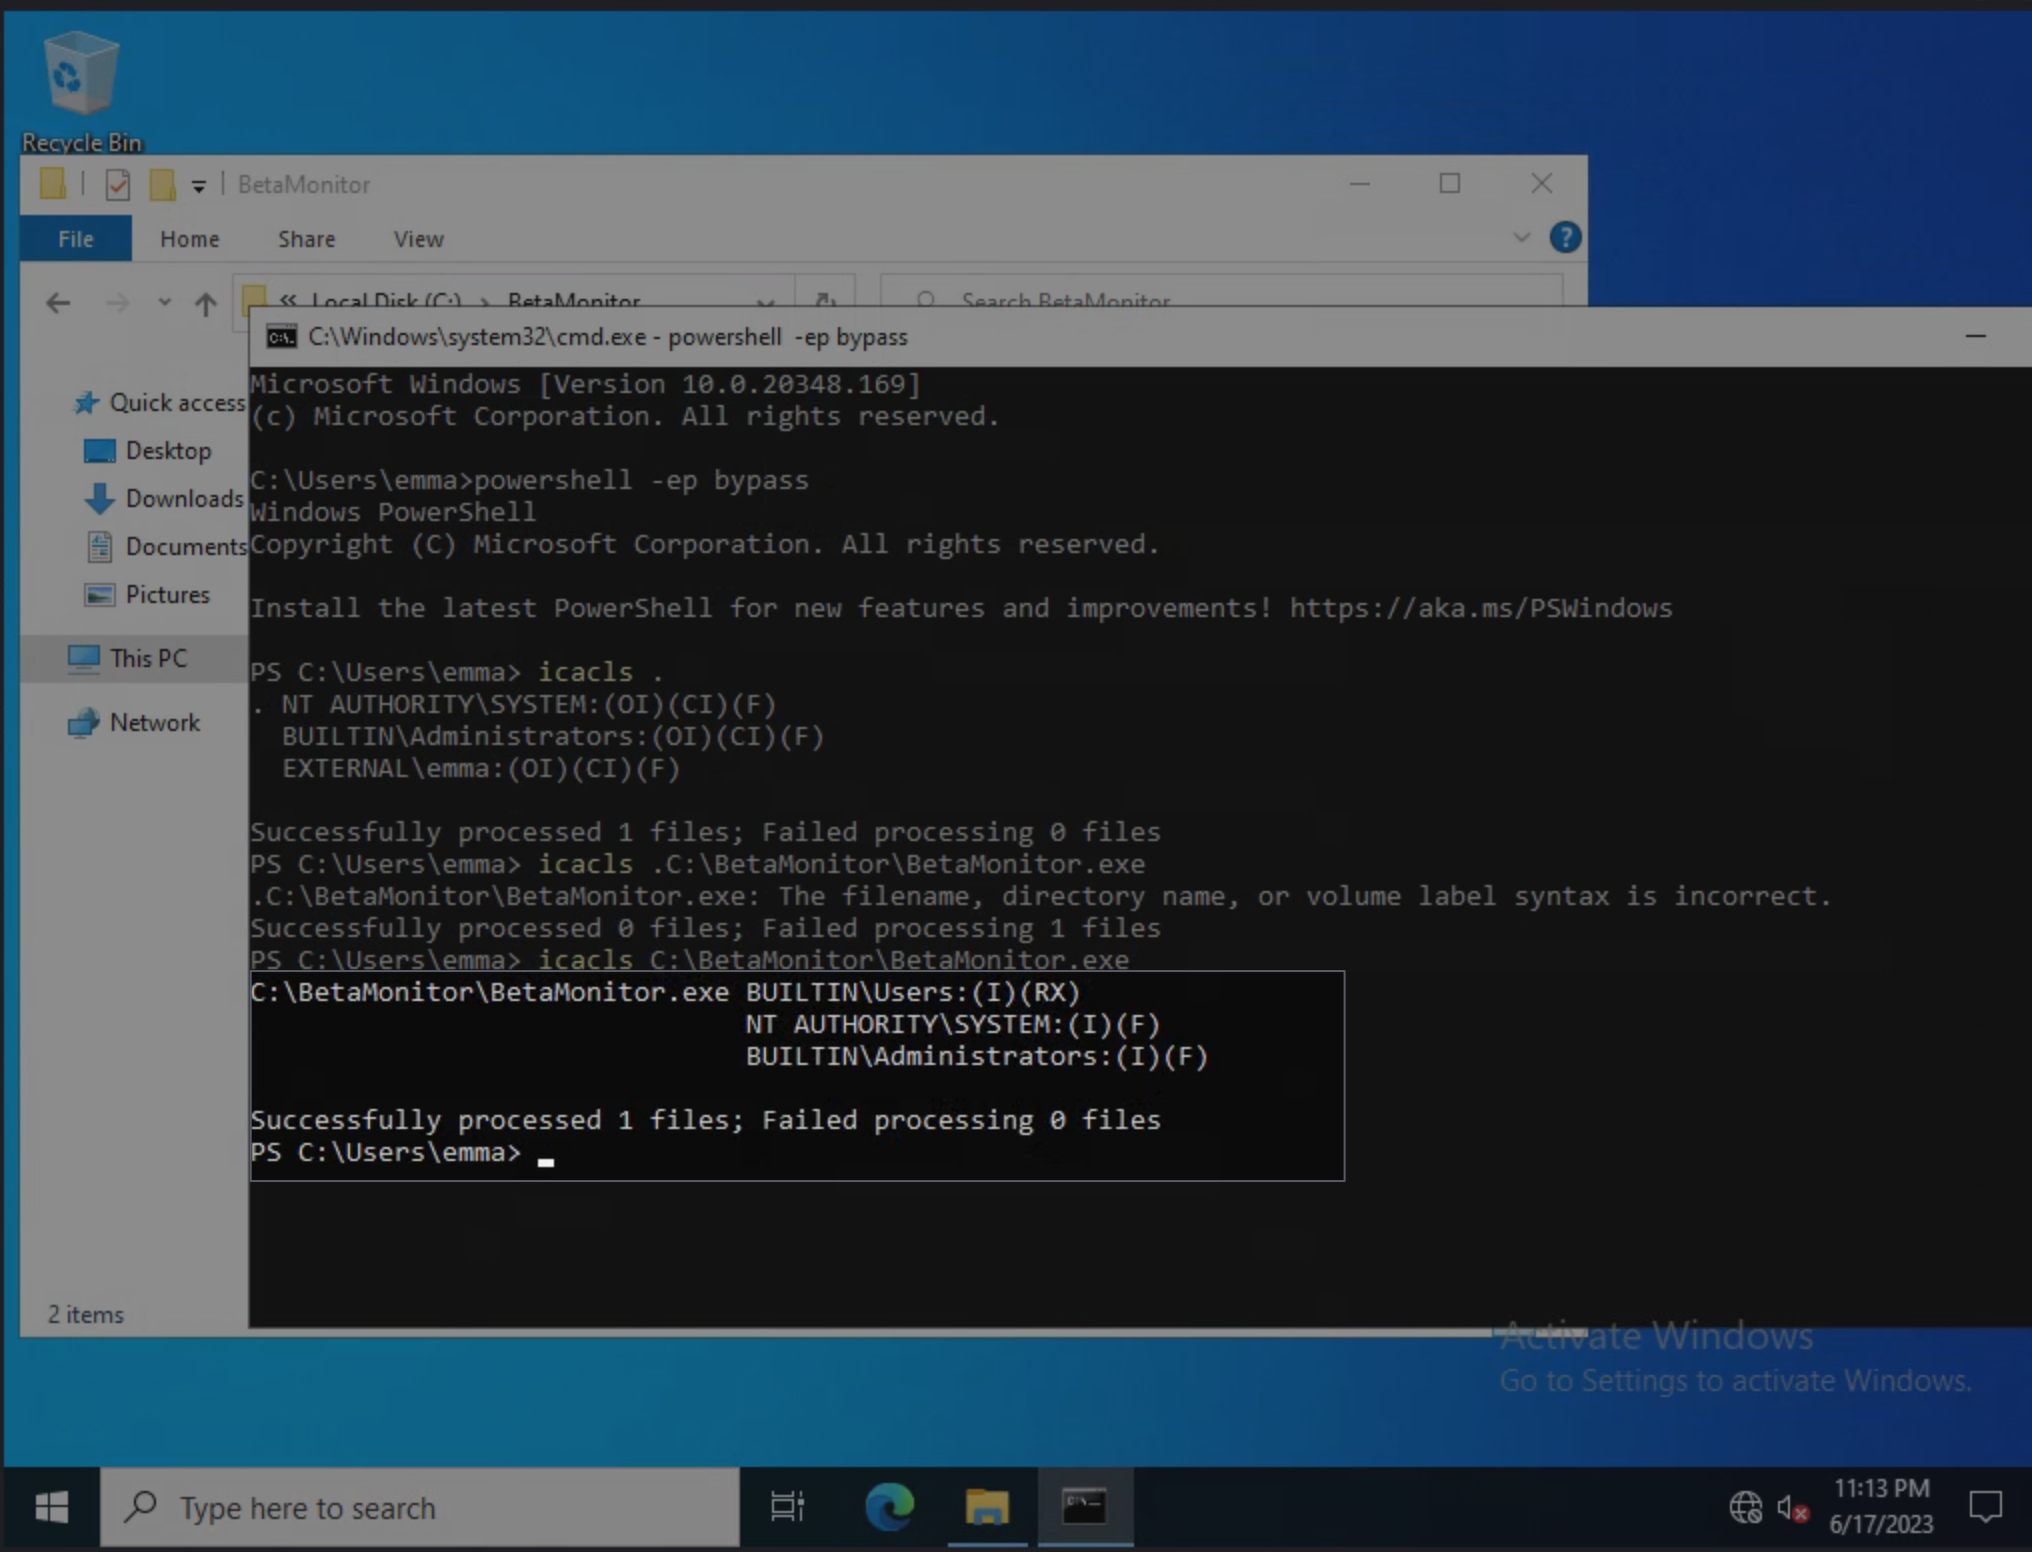 Recycle Bin
BetaMonitor
File Home Share View
?
« Local Disk (C:) › BetaMonitor Search BetaMonitor
C:\Windows\system32\cmd.exe - powershell -ep bypass
Quick access
Desktop
Downloads
Documents
Pictures
This PC
Network
2 items
Microsoft Windows [Version 10.0.20348.169]
(c) Microsoft Corporation. All rights reserved.
C:\Users\emma>powershell -ep bypass
Windows PowerShell
Copyright (C) Microsoft Corporation. All rights reserved.
Install the latest PowerShell for new features and improvements! https://aka.ms/PSWindows
PS C:\Users\emma> icacls .
. NT AUTHORITY\SYSTEM:(OI)(CI)(F)
BUILTIN\Administrators:(OI)(CI)(F)
EXTERNAL\emma:(OI)(CI)(F)
Successfully processed 1 files; Failed processing 0 files
PS C:\Users\emma> icacls .C:\BetaMonitor\BetaMonitor.exe
.C:\BetaMonitor\BetaMonitor.exe: The filename, directory name, or volume label syntax is incorrect.
Successfully processed 0 files; Failed processing 1 files
PS C:\Users\emma> icacls C:\BetaMonitor\BetaMonitor.exe
C:\BetaMonitor\BetaMonitor.exe BUILTIN\Users:(I)(RX)
NT AUTHORITY\SYSTEM:(I)(F)
BUILTIN\Administrators:(I)(F)
Successfully processed 1 files; Failed processing 0 files
PS C:\Users\emma>
Activate Windows
Go to Settings to activate Windows.
Type here to search
11:13 PM
6/17/2023